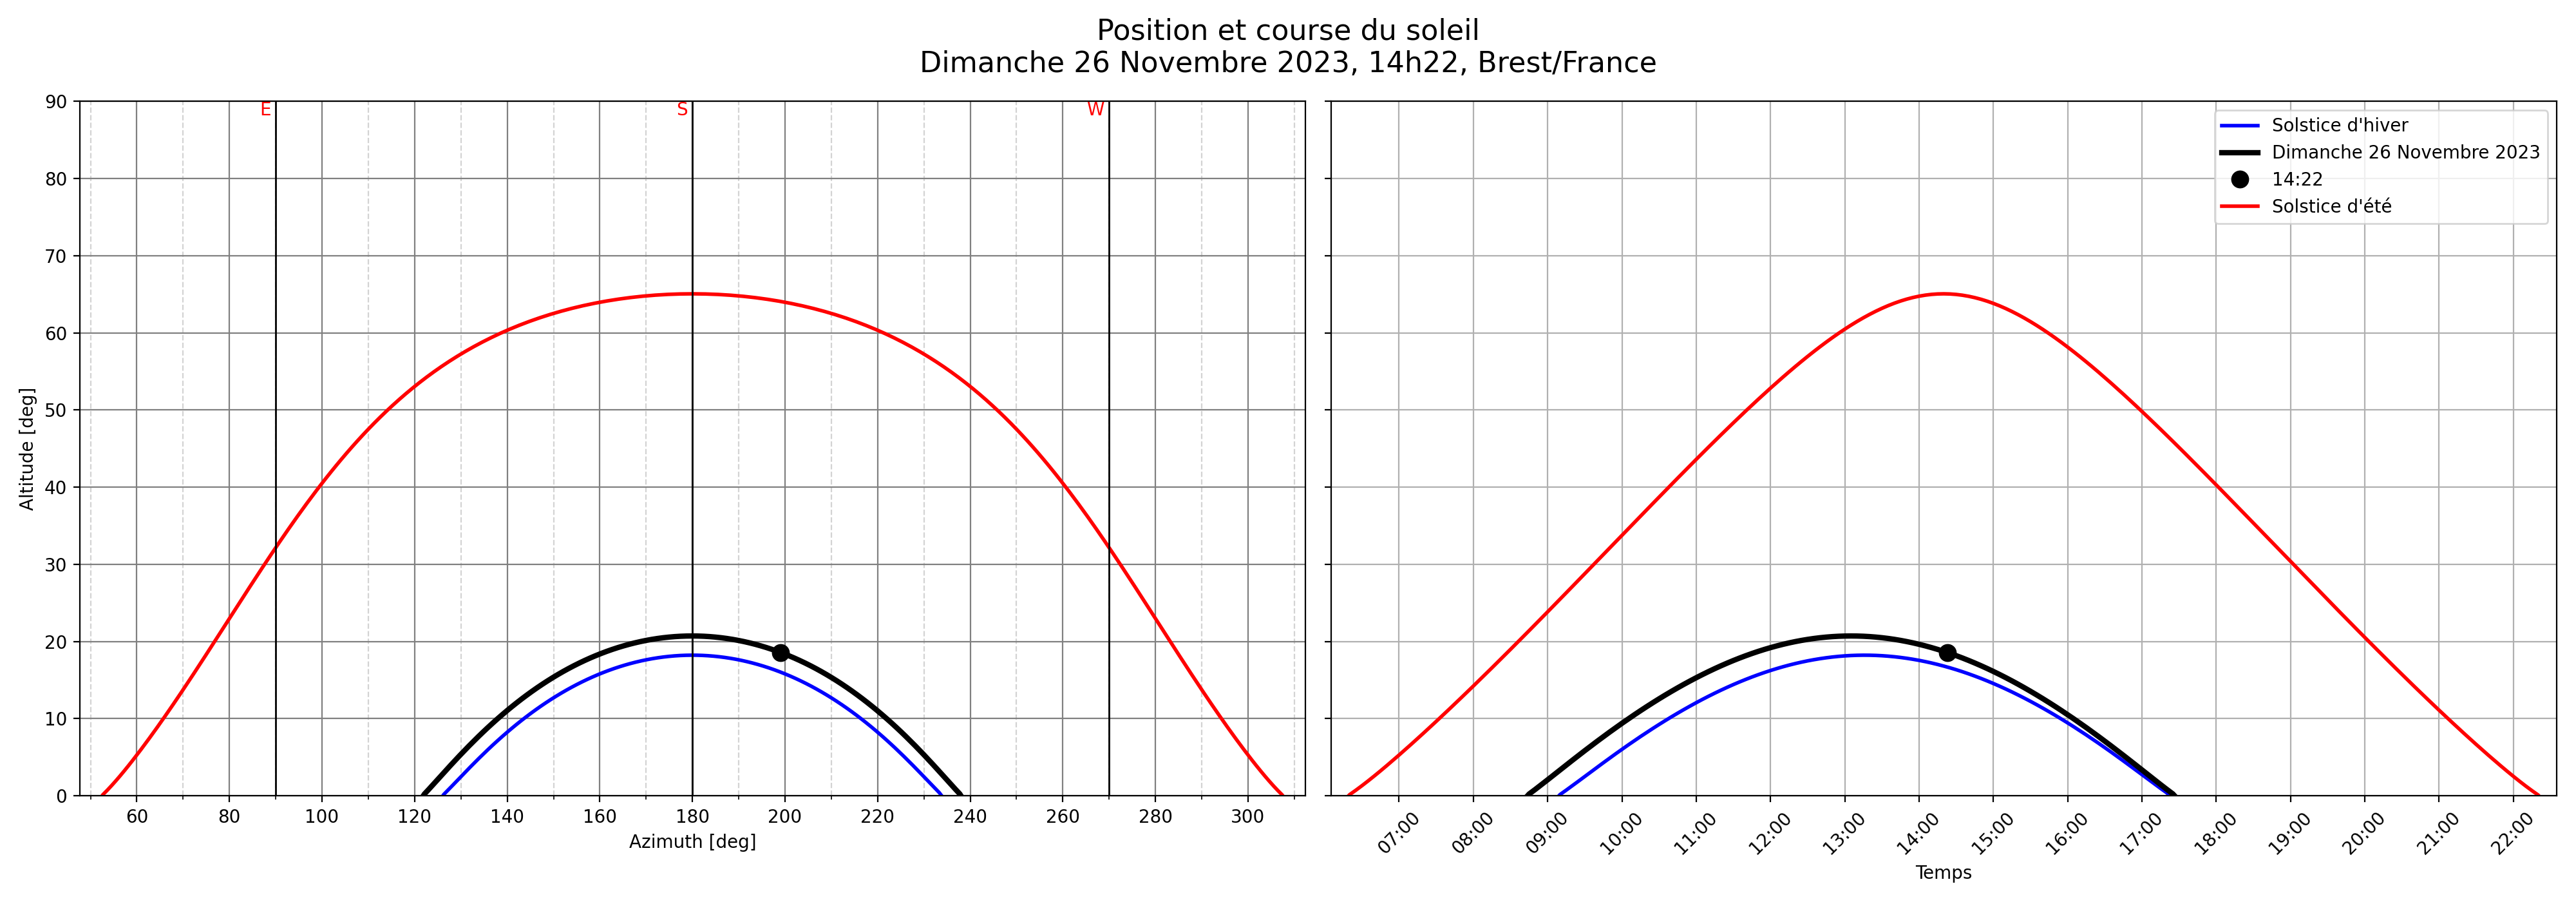 Position et course du soleil
Dimanche 26 Novembre 2023, 14h22, Brest/France
E
S
W
90
80
70
60
50
40
30
20
10
0
Altitude [deg]
60 80 100 120 140 160 180 200 220 240 260 280 300
Azimuth [deg]
Solstice d'hiver
Dimanche 26 Novembre 2023
14:22
Solstice d'été
07:00 08:00 09:00 10:00 11:00 12:00 13:00 14:00 15:00 16:00 17:00 18:00 19:00 20:00 21:00 22:00
Temps